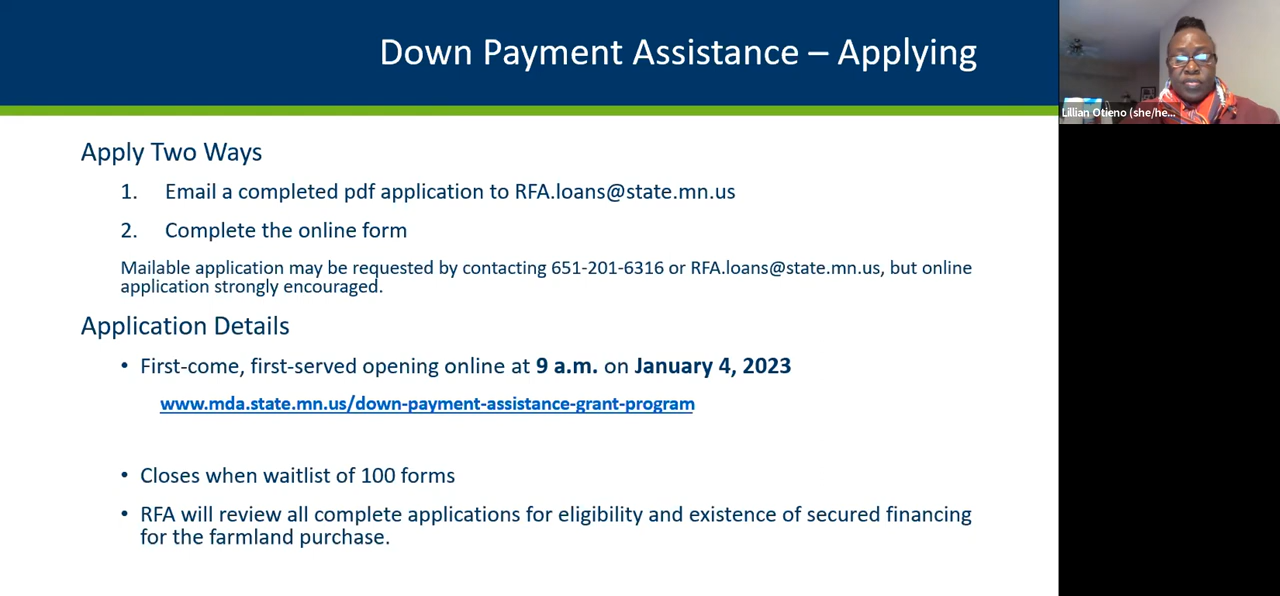 Down Payment Assistance – Applying
Lillian Otieno (she/he...
Apply Two Ways
1. Email a completed pdf application to RFA.loans@state.mn.us
2. Complete the online form
Mailable application may be requested by contacting 651-201-6316 or RFA.loans@state.mn.us, but online
application strongly encouraged.
Application Details
• First-come, first-served opening online at 9 a.m. on January 4, 2023
www.mda.state.mn.us/down-payment-assistance-grant-program
• Closes when waitlist of 100 forms
• RFA will review all complete applications for eligibility and existence of secured financing
for the farmland purchase.